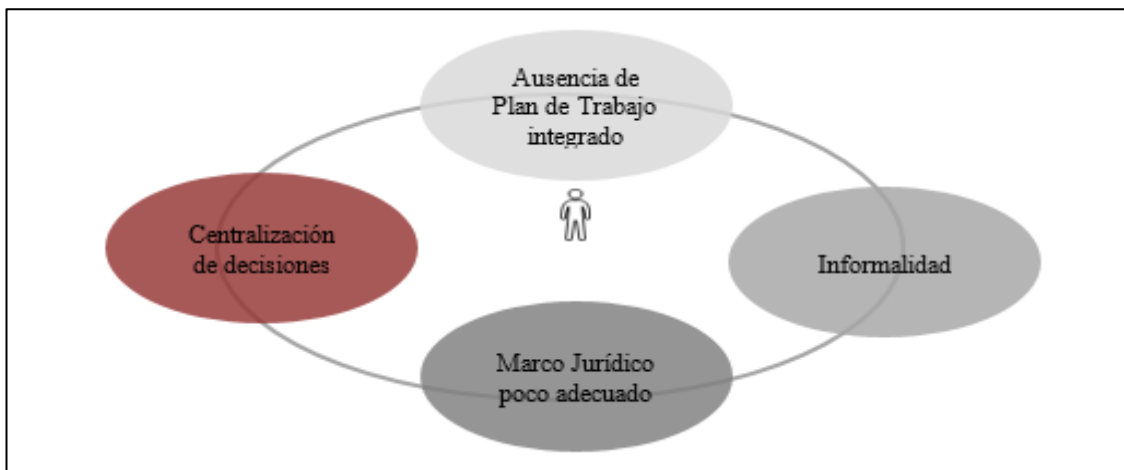 Ausencia de
Plan de Trabajo
integrado
Centralización
de decisiones
Informalidad
Marco Jurídico
poco adecuado